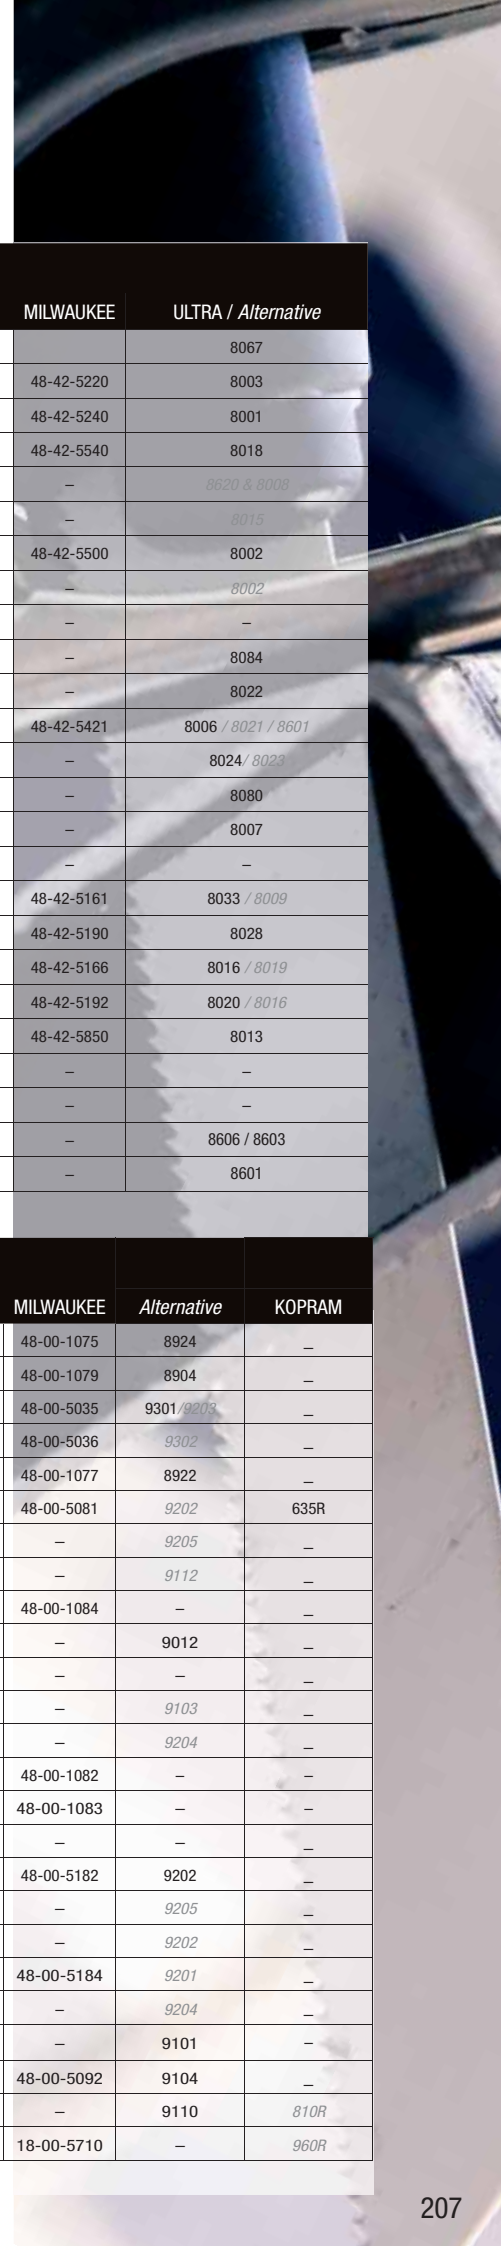 MILWAUKEE ULTRA / Alternative
8067
48-42-5220 8003
48-42-5240 8001
48-42-5540 8018
– 8620 & 8008
– 8015
48-42-5500 8002
– 8002
– –
– 8084
– 8022
48-42-5421 8006 / 8021 / 8601
– 8024/ 8023
– 8080
– 8007
– –
48-42-5161 8033 / 8009
48-42-5190 8028
48-42-5166 8016 / 8019
48-42-5192 8020 / 8016
48-42-5850 8013
– –
– –
– 8606 / 8603
– 8601
MILWAUKEE Alternative KOPRAM
48-00-1075 8924 _
48-00-1079 8904 _
48-00-5035 9301/9203 _
48-00-5036 9302 _
48-00-1077 8922 _
48-00-5081 9202 635R
– 9205 _
– 9112 _
48-00-1084 – _
– 9012 _
– – _
– 9103 _
– 9204 _
48-00-1082 – –
48-00-1083 – –
– – _
48-00-5182 9202 _
– 9205 _
– 9202 _
48-00-5184 9201 _
– 9204 _
– 9101 –
48-00-5092 9104 _
– 9110 810R
18-00-5710 – 960R
207